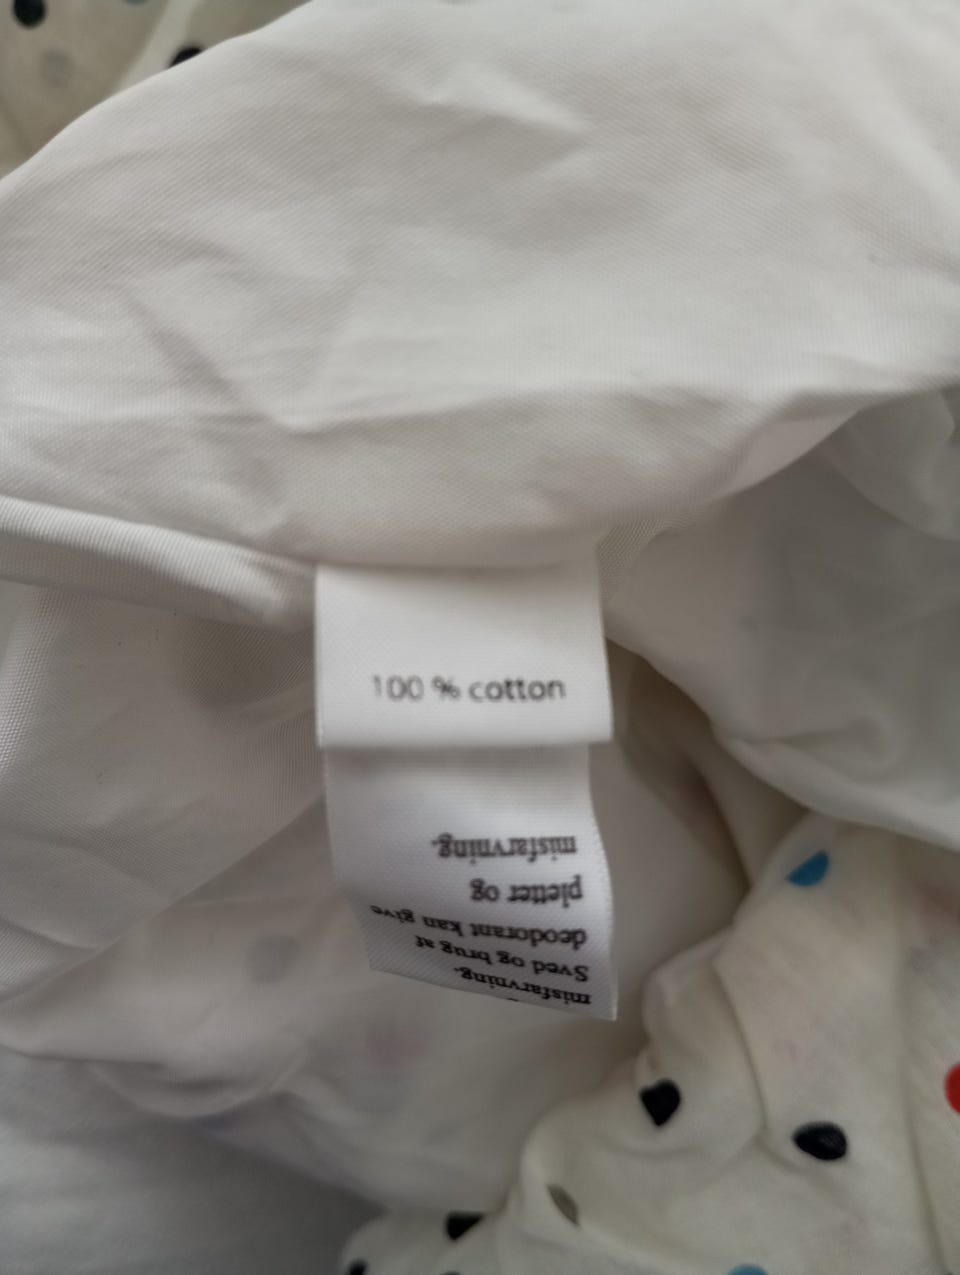 100 % cotton
misfarvning.
Sved og brug af
deodorant kan give
pletter og
misfarvning.